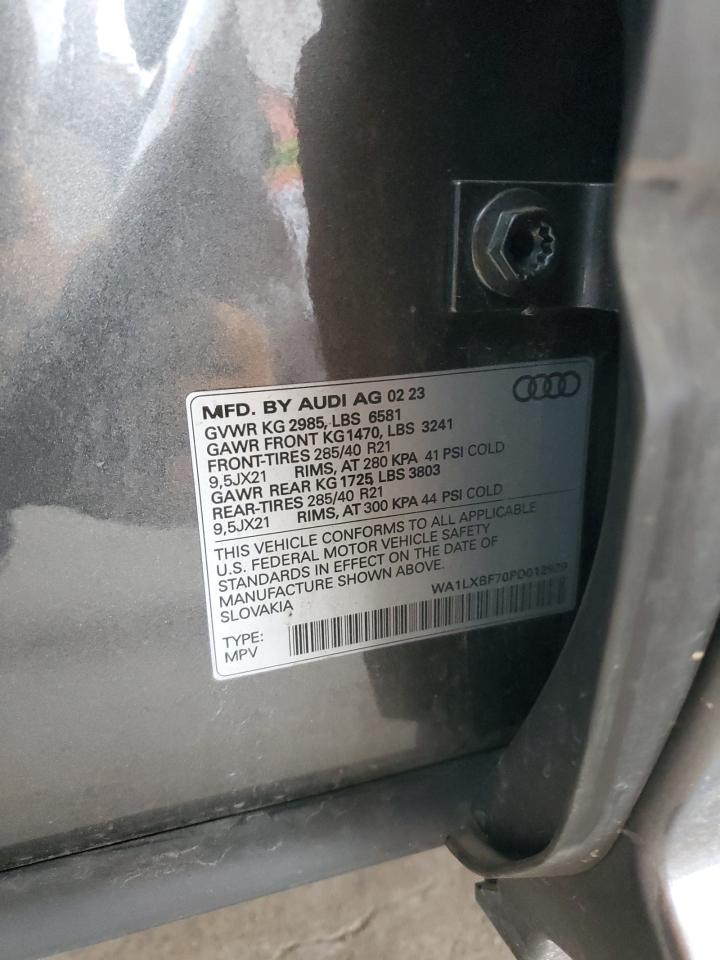 MFD. BY AUDI AG 02 23
GVWR KG 2985, LBS 6581
GAWR FRONT KG1470, LBS 3241
FRONT-TIRES 285/40 R21
9,5JX21 RIMS, AT 280 KPA 41 PSI COLD
GAWR REAR KG 1725, LBS 3803
REAR-TIRES 285/40 R21
9,5JX21 RIMS, AT 300 KPA 44 PSI COLD
THIS VEHICLE CONFORMS TO ALL APPLICABLE
U.S. FEDERAL MOTOR VEHICLE SAFETY
STANDARDS IN EFFECT ON THE DATE OF
MANUFACTURE SHOWN ABOVE.
SLOVAKIA
WA1LXBF70PD012929
TYPE:
MPV